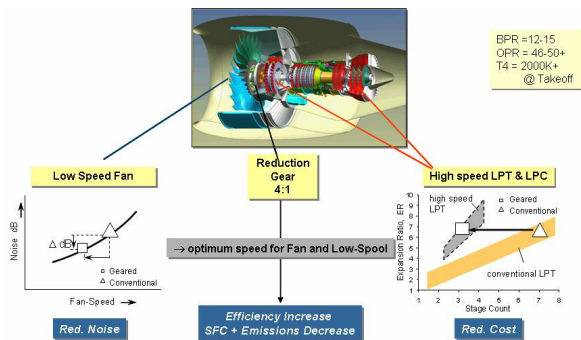 BPR =12-15
OPR = 46-50+
T4 = 2000K+
@ Takeoff
Low Speed Fan
Reduction
Gear
4:1
High speed LPT & LPC
Noise dB
Δ dB
□ Geared
△ Conventional
Fan-Speed
→ optimum speed for Fan and Low-Spool
Expansion Ratio, ER
10
9
8
7
6
5
4
3
2
1
high speed
LPT
□ Geared
△ Conventional
conventional LPT
1 2 3 4 5 6 7 8
Stage Count
Red. Noise
Efficiency Increase
SFC + Emissions Decrease
Red. Cost